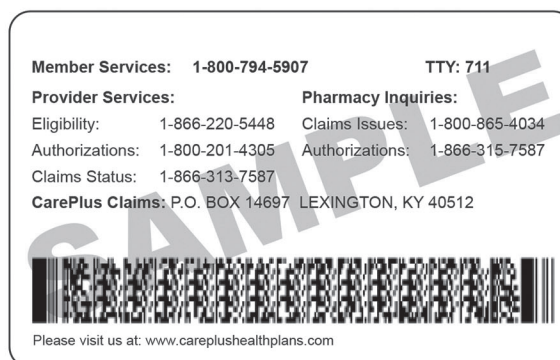 Member Services: 1-800-794-5907 TTY: 711
Provider Services: Pharmacy Inquiries:
Eligibility: 1-866-220-5448 Claims Issues: 1-800-865-4034
Authorizations: 1-800-201-4305 Authorizations: 1-866-315-7587
Claims Status: 1-866-313-7587
CarePlus Claims: P.O. BOX 14697 LEXINGTON, KY 40512
SAMPLE
Please visit us at: www.careplushealthplans.com